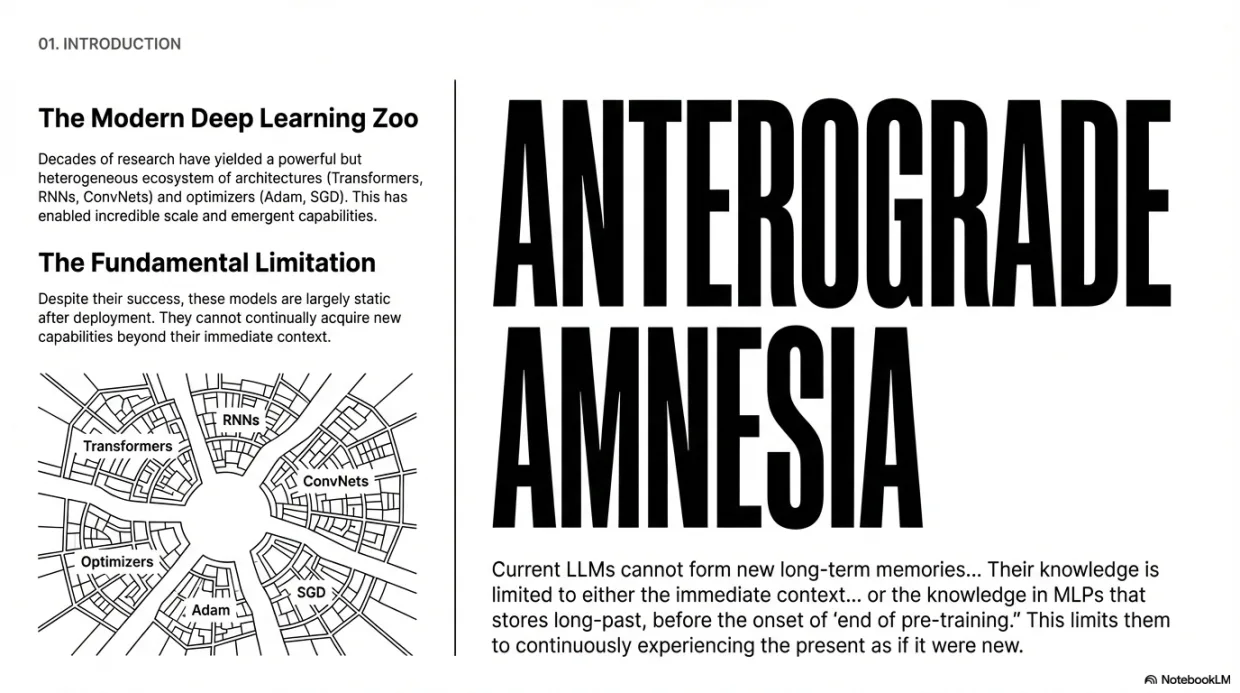 01. INTRODUCTION
The Modern Deep Learning Zoo
Decades of research have yielded a powerful but
heterogeneous ecosystem of architectures (Transformers,
RNNs, ConvNets) and optimizers (Adam, SGD). This has
enabled incredible scale and emergent capabilities.
The Fundamental Limitation
Despite their success, these models are largely static
after deployment. They cannot continually acquire new
capabilities beyond their immediate context.
RNNs
Transformers
ConvNets
Optimizers
SGD
Adam
ANTEROGRADE
AMNESIA
Current LLMs cannot form new long-term memories... Their knowledge is
limited to either the immediate context... or the knowledge in MLPs that
stores long-past, before the onset of ‘end of pre-training.” This limits them
to continuously experiencing the present as if it were new.
NotebookLM